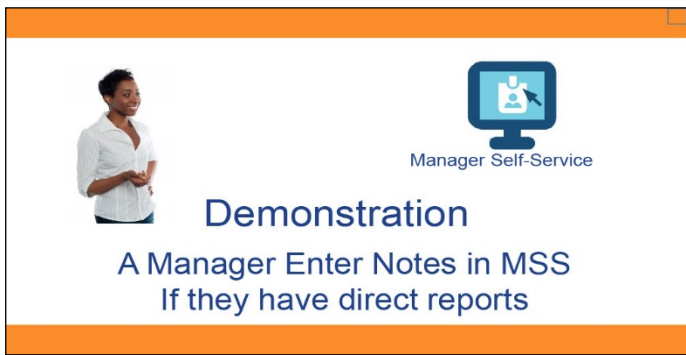 Manager Self-Service
Demonstration
A Manager Enter Notes in MSS
If they have direct reports